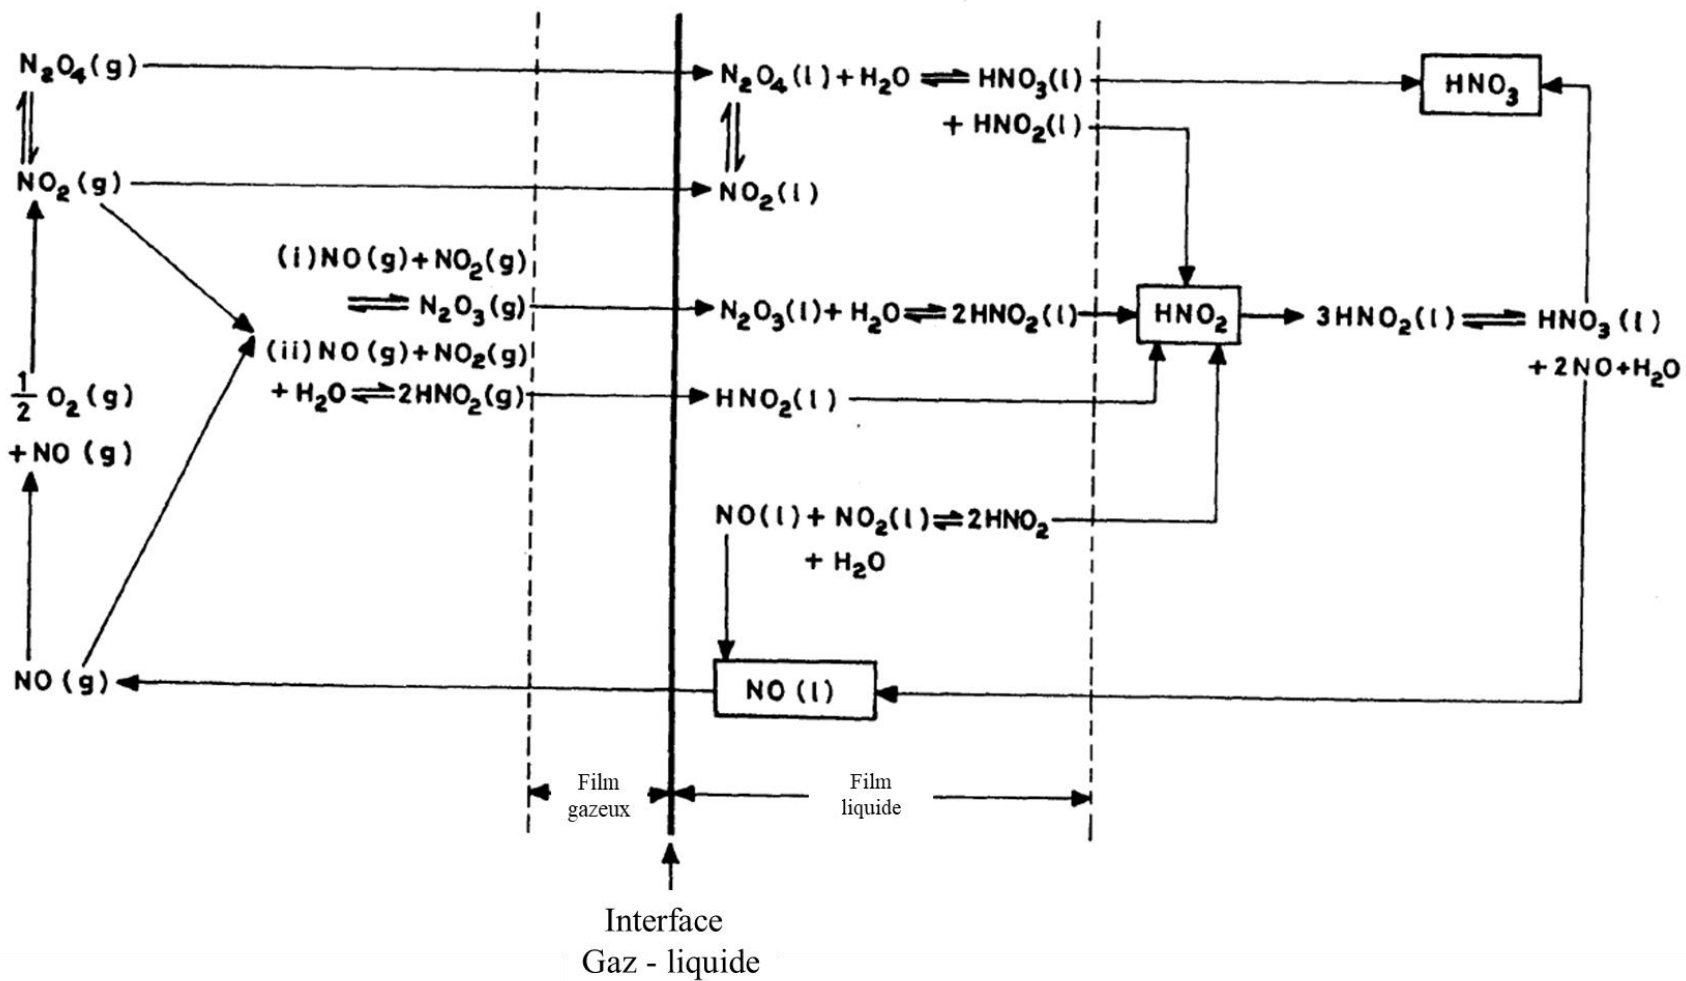 N₂O₄(g)
N₂O₄(l)+H₂O ⇌ HNO₃(l)
+ HNO₂(l)
HNO₃
NO₂(g)
NO₂(l)
(i)NO(g)+NO₂(g)
⇌ N₂O₃(g)
N₂O₃(l)+H₂O⇌2HNO₂(l)
HNO₂
3HNO₂(l)⇌HNO₃(l)
+2NO+H₂O
(ii)NO(g)+NO₂(g)
+H₂O⇌2HNO₂(g)
HNO₂(l)
1/2 O₂(g)
+NO(g)
NO(l)+NO₂(l)⇌2HNO₂
+ H₂O
NO(g)
NO(l)
Film
gazeux
Film
liquide
Interface
Gaz - liquide